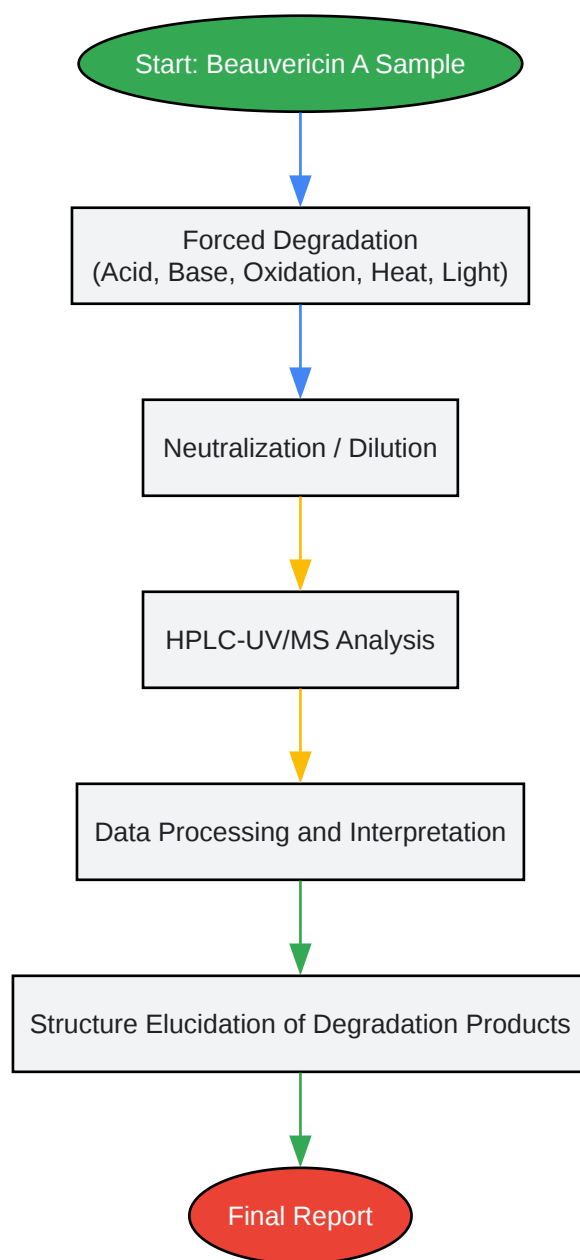 Start: Beauvericin A Sample
Forced Degradation
(Acid, Base, Oxidation, Heat, Light)
Neutralization / Dilution
HPLC-UV/MS Analysis
Data Processing and Interpretation
Structure Elucidation of Degradation Products
Final Report